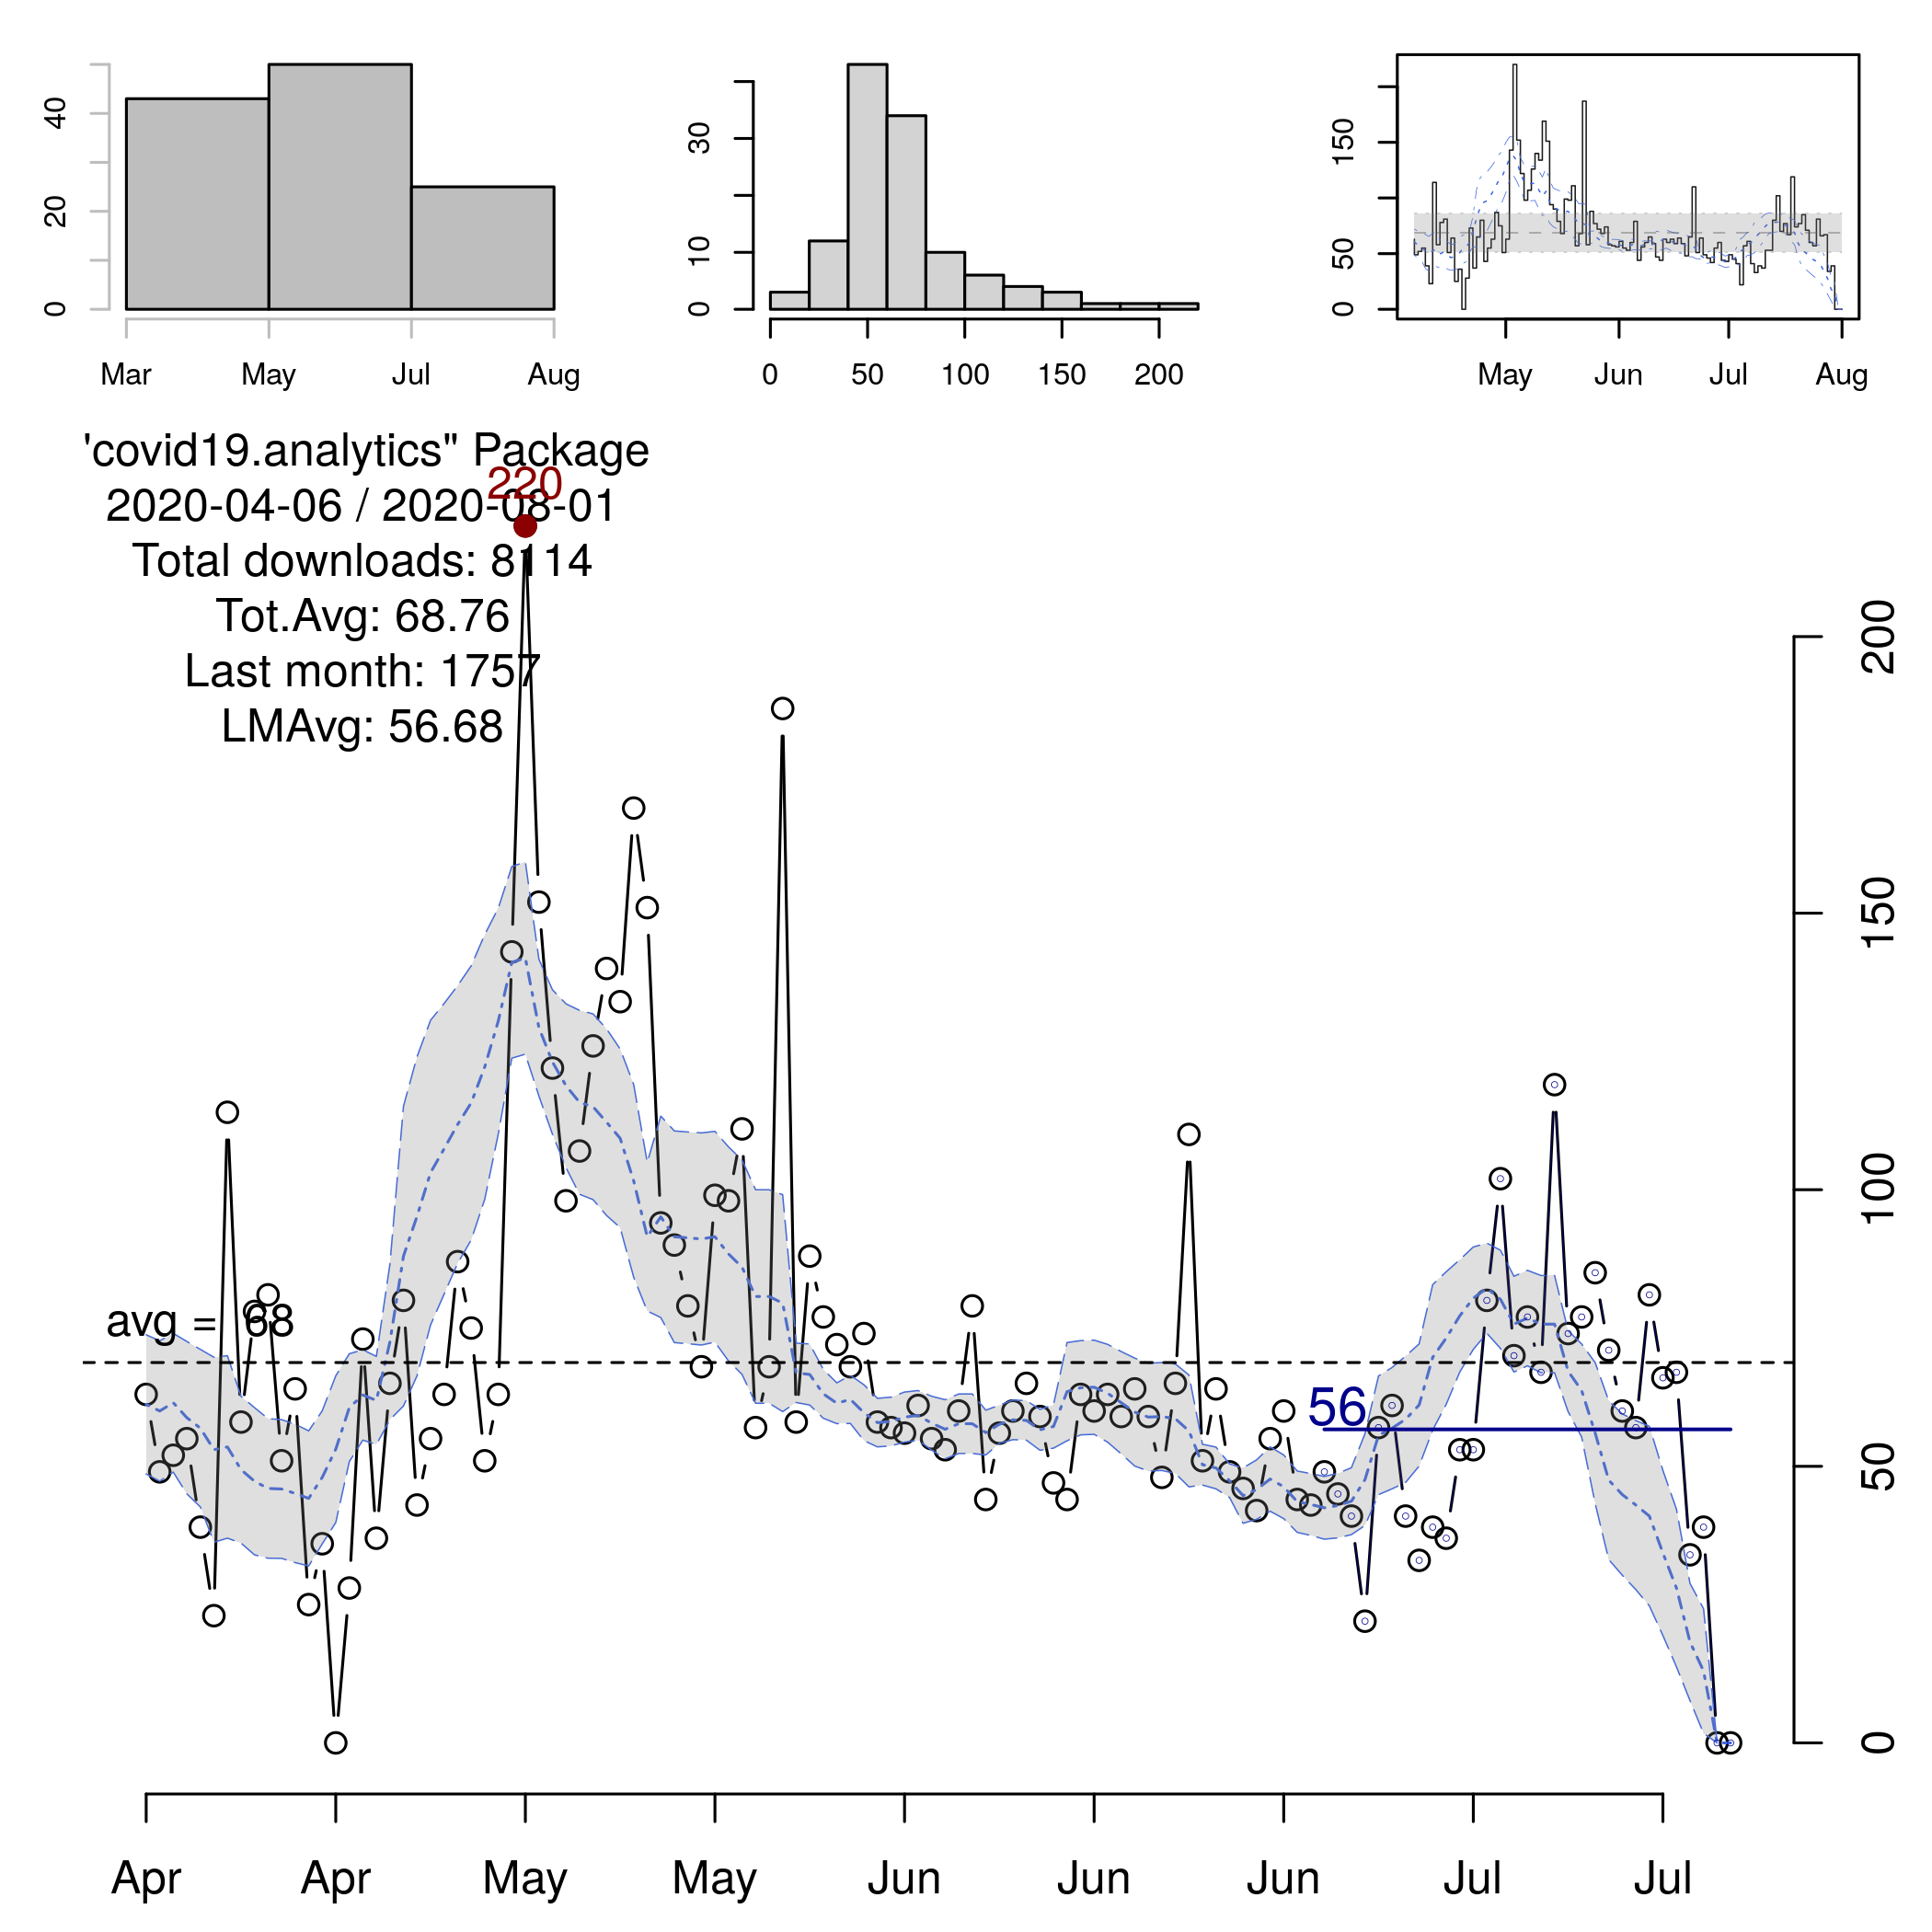 40
20
0
Mar May Jul Aug
30
10
0
0 50 100 150 200
150
50
0
May Jun Jul Aug
'covid19.analytics" Package
220
2020-04-06 / 2020-08-01
Total downloads: 8114
Tot.Avg: 68.76
Last month: 1757
LMAvg: 56.68
avg = 68
56
200
150
100
50
0
Apr Apr May May Jun Jun Jun Jul Jul